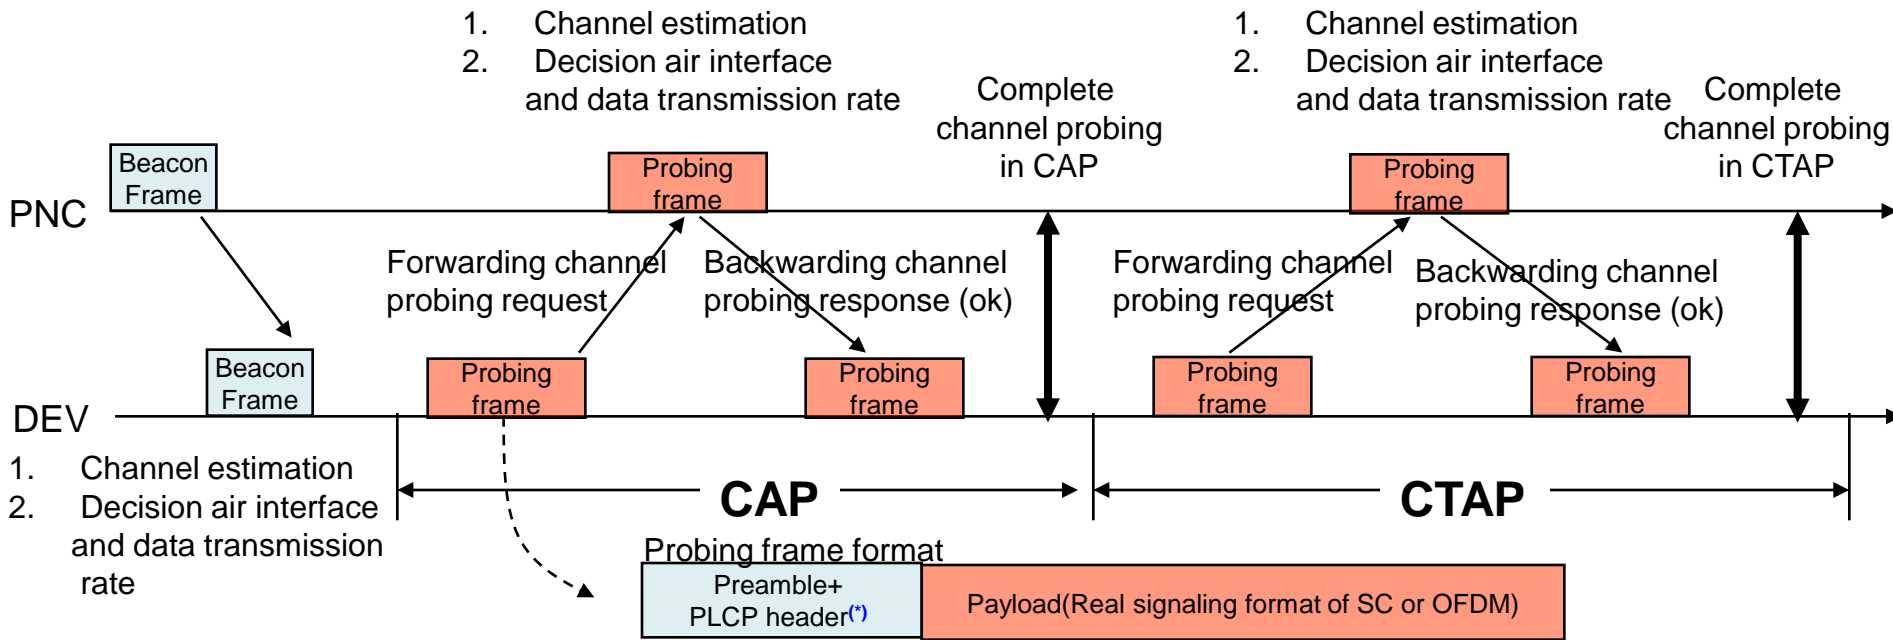 1. Channel estimation
2. Decision air interface
and data transmission rate
Complete
channel probing
in CAP
1. Channel estimation
2. Decision air interface
and data transmission rate
Complete
channel probing
in CTAP
Beacon
Frame
Probing
frame
Probing
frame
PNC
Forwarding channel
probing request
Backwarding channel
probing response (ok)
Forwarding channel
probing request
Backwarding channel
probing response (ok)
Beacon
Frame
Probing
frame
Probing
frame
Probing
frame
Probing
frame
DEV
1. Channel estimation
2. Decision air interface
and data transmission
rate
CAP
CTAP
Probing frame format
Preamble+
PLCP header(*)
Payload(Real signaling format of SC or OFDM)